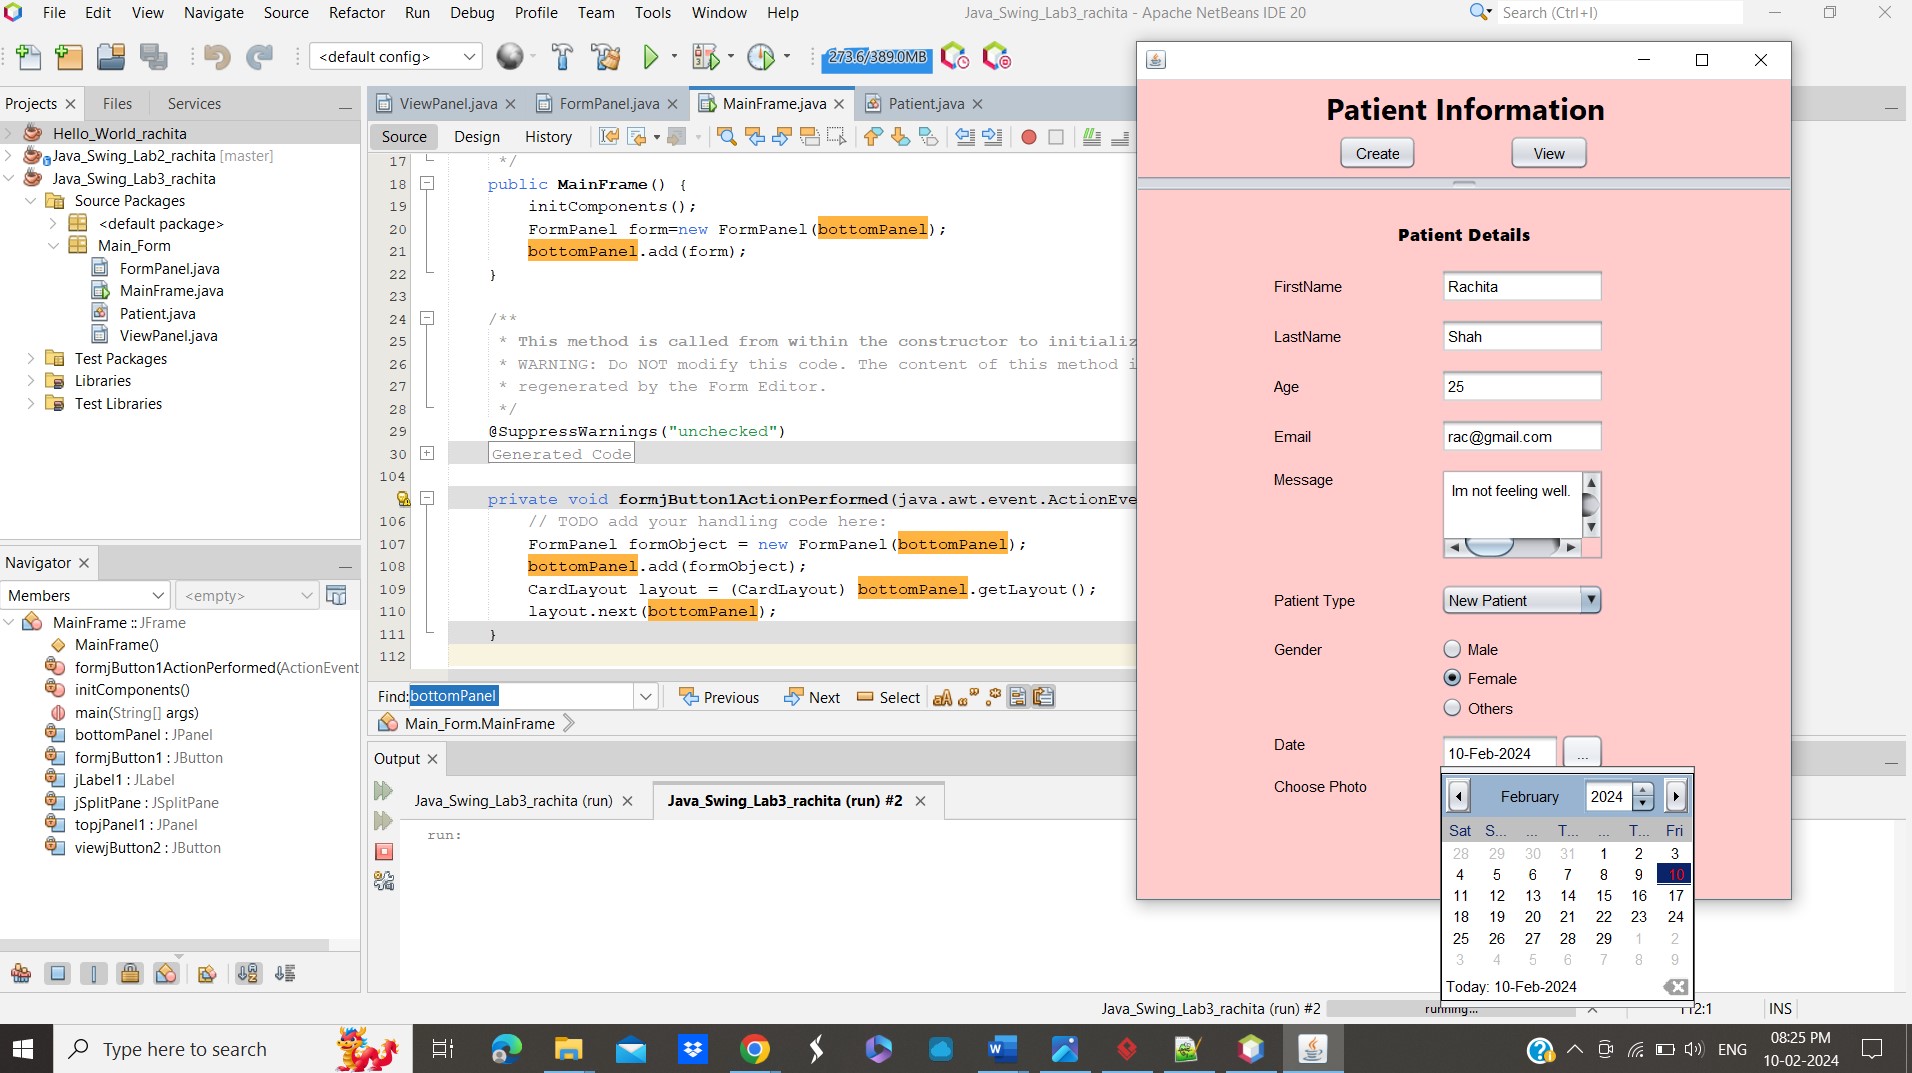 File Edit View Navigate Source Refactor Run Debug Profile Team Tools Window Help
Java_Swing_Lab3_rachita - Apache NetBeans IDE 20
Search (Ctrl+I)
<default config>
273.6/389.0MB
Projects Files Services
Hello_World_rachita
Java_Swing_Lab2_rachita [master]
Java_Swing_Lab3_rachita
Source Packages
<default package>
Main_Form
FormPanel.java
MainFrame.java
Patient.java
ViewPanel.java
Test Packages
Libraries
Test Libraries
Navigator
Members
<empty>
MainFrame :: JFrame
MainFrame()
formjButton1ActionPerformed(ActionEvent
initComponents()
main(String[] args)
bottomPanel : JPanel
formjButton1 : JButton
jLabel1 : JLabel
jSplitPane : JSplitPane
topjPanel1 : JPanel
viewjButton2 : JButton
ViewPanel.java FormPanel.java MainFrame.java Patient.java
Source Design History
17 */
18 public MainFrame() {
19 initComponents();
20 FormPanel form=new FormPanel(bottomPanel);
21 bottomPanel.add(form);
22 }
23
24 /**
25 * This method is called from within the constructor to initializ
26 * WARNING: Do NOT modify this code. The content of this method i
27 * regenerated by the Form Editor.
28 */
29 @SuppressWarnings("unchecked")
30 Generated Code
104
private void formjButton1ActionPerformed(java.awt.event.ActionEve
106 // TODO add your handling code here:
107 FormPanel formObject = new FormPanel(bottomPanel);
108 bottomPanel.add(formObject);
109 CardLayout layout = (CardLayout) bottomPanel.getLayout();
110 layout.next(bottomPanel);
111 }
112
Find: bottomPanel Previous Next Select
Main_Form.MainFrame
Output
Java_Swing_Lab3_rachita (run) Java_Swing_Lab3_rachita (run) #2
run:
Patient Information
Create View
Patient Details
FirstName Rachita
LastName Shah
Age 25
Email rac@gmail.com
Message Im not feeling well.
Patient Type New Patient
Gender Male
Female
Others
Date 10-Feb-2024 ...
Choose Photo
February 2024
Sat S... ... T... ... T... Fri
28 29 30 31 1 2 3
4 5 6 7 8 9 10
11 12 13 14 15 16 17
18 19 20 21 22 23 24
25 26 27 28 29 1 2
3 4 5 6 7 8 9
Today: 10-Feb-2024
Java_Swing_Lab3_rachita (run) #2 running... 112:1 INS
Type here to search
ENG
08:25 PM
10-02-2024